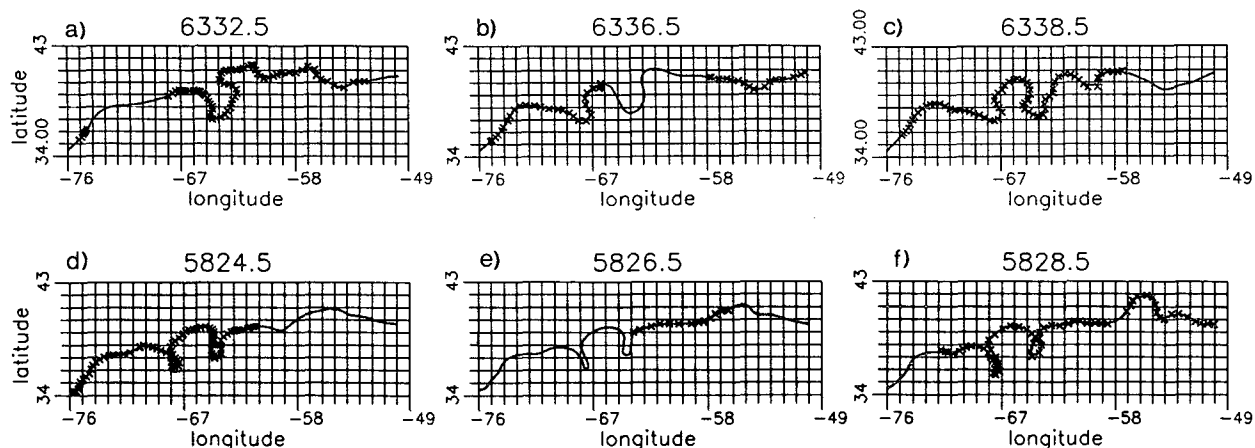 a) 6332.5
43
34.00
latitude
-76 -67 -58 -49
longitude
b) 6336.5
43
34
-76 -67 -58 -49
longitude
c) 6338.5
43.00
34.00
-76 -67 -58 -49
longitude
d) 5824.5
43
34
latitude
-76 -67 -58 -49
longitude
e) 5826.5
43
34
-76 -67 -58 -49
longitude
f) 5828.5
43
34
-76 -67 -58 -49
longitude